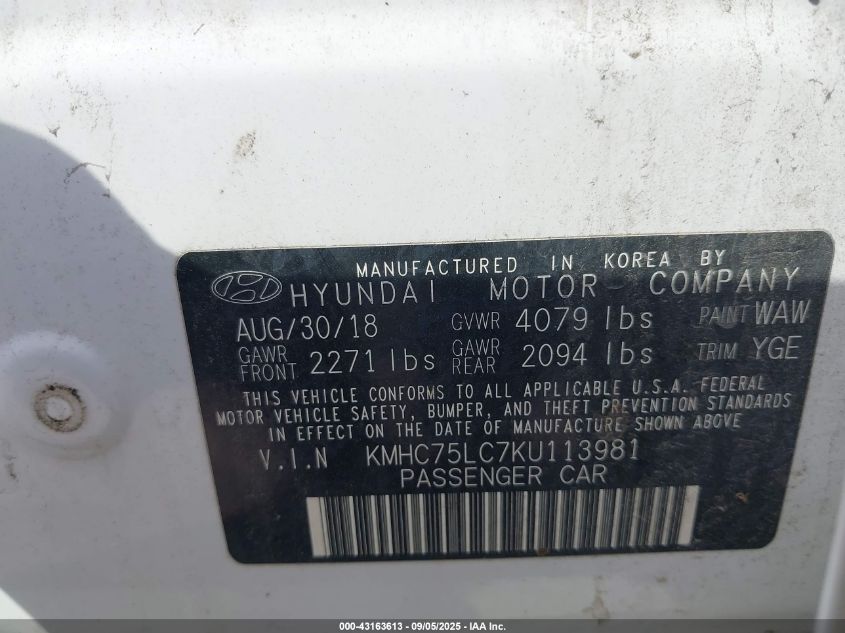 MANUFACTURED IN KOREA BY
HYUNDAI MOTOR COMPANY
AUG/30/18 GVWR 4079 lbs PAINT WAW
GAWR FRONT 2271 lbs GAWR REAR 2094 lbs TRIM YGE
THIS VEHICLE CONFORMS TO ALL APPLICABLE U.S.A. FEDERAL
MOTOR VEHICLE SAFETY, BUMPER, AND THEFT PREVENTION STANDARDS
IN EFFECT ON THE DATE OF MANUFACTURE SHOWN ABOVE
V.I.N KMHC75LC7KU113981
PASSENGER CAR
000-43163613 - 09/05/2025 - IAA Inc.